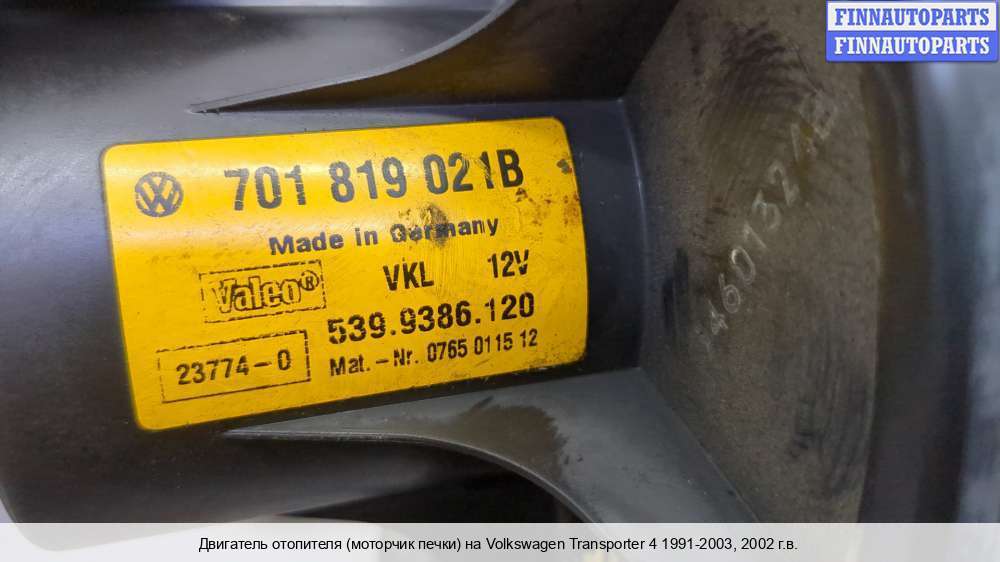 FINNAUTOPARTS
FINNAUTOPARTS
701 819 021B
Made in Germany
Valeo® VKL 12V
539.9386.120
23774-0
Mat.-Nr. 0765 0115 12
Двигатель отопителя (моторчик печки) на Volkswagen Transporter 4 1991-2003, 2002 г.в.